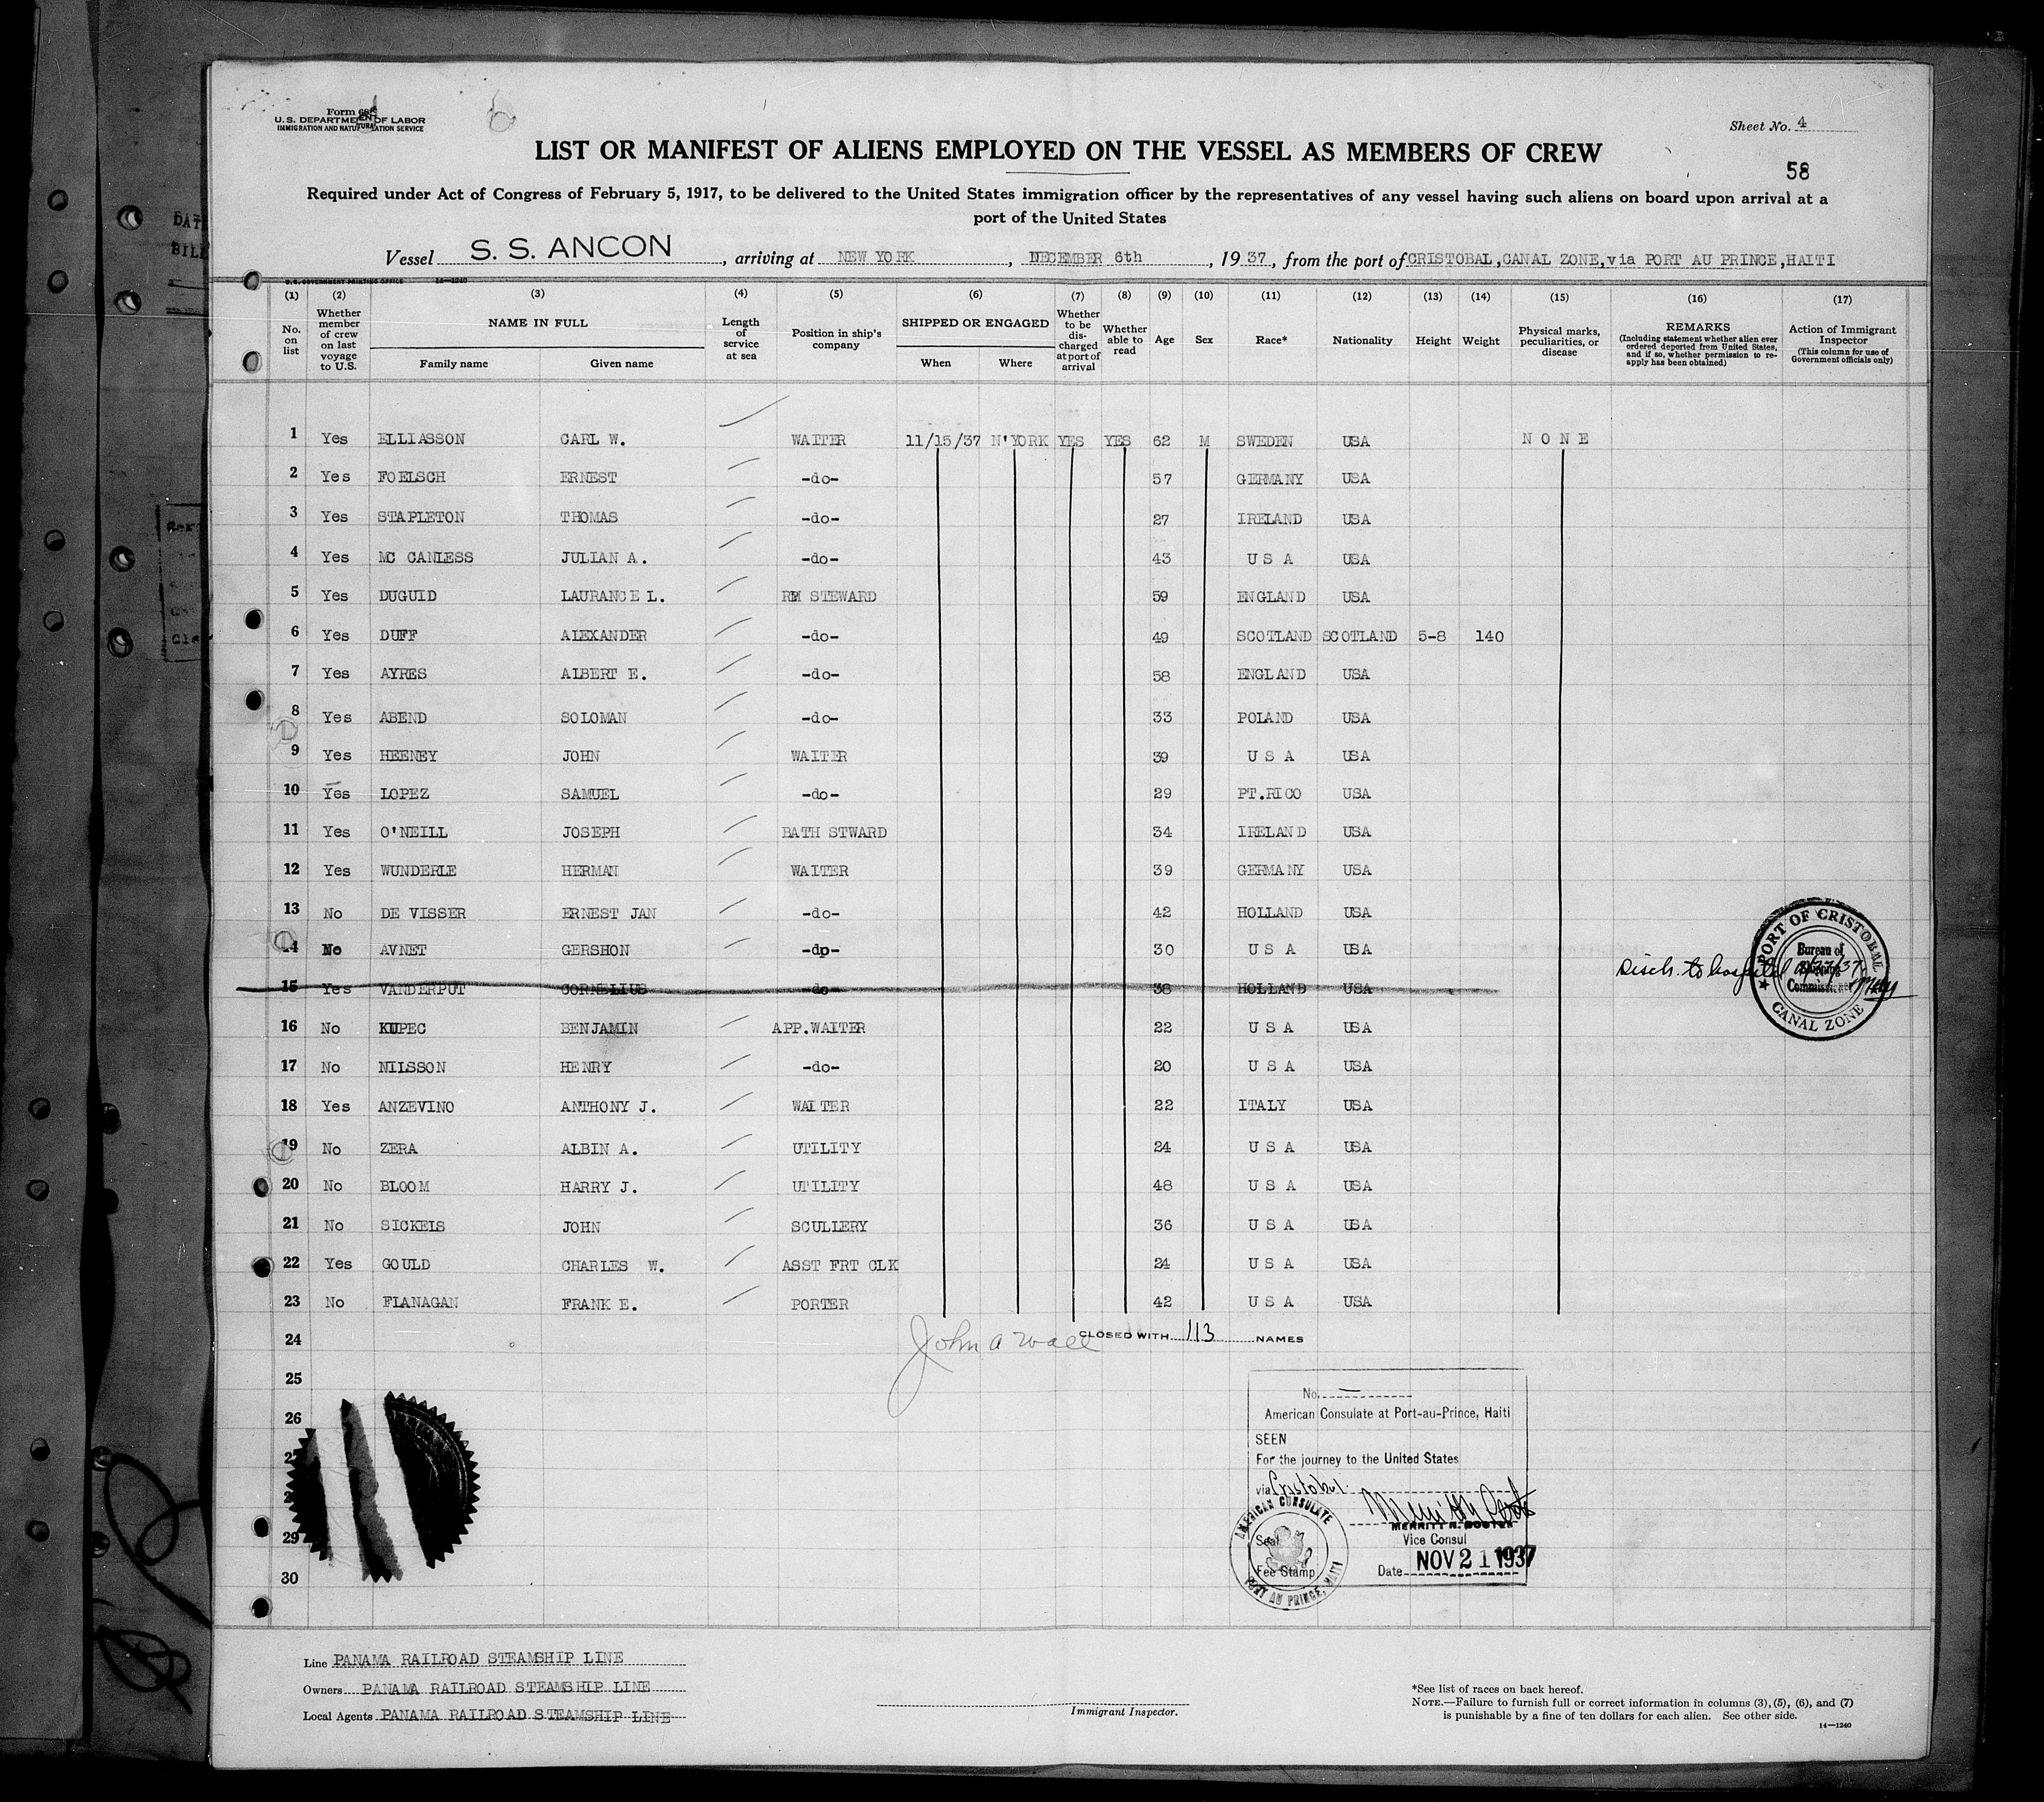 Form 689
U.S. DEPARTMENT OF LABOR
IMMIGRATION AND NATURALIZATION SERVICE
Sheet No. 4
LIST OR MANIFEST OF ALIENS EMPLOYED ON THE VESSEL AS MEMBERS OF CREW
58
Required under Act of Congress of February 5, 1917, to be delivered to the United States immigration officer by the representatives of any vessel having such aliens on board upon arrival at a
port of the United States
Vessel S. S. ANCON, arriving at NEW YORK, DECEMBER 6th, 1937, from the port of CRISTOBAL,CANAL ZONE,via PORT AU PRINCE,HAITI
U.S. GOVERNMENT PRINTING OFFICE 14—1240
(1) (2) (3) (4) (5) (6) (7) (8) (9) (10) (11) (12) (13) (14) (15) (16) (17)
No. on list
Whether member of crew on last voyage to U.S.
NAME IN FULL
Family name
Given name
Length of service at sea
Position in ship's company
SHIPPED OR ENGAGED
When
Where
Whether to be discharged at port of arrival
Whether able to read
Age
Sex
Race*
Nationality
Height
Weight
Physical marks, peculiarities, or disease
REMARKS
(Including statement whether alien ever ordered deported from United States, and if so, whether permission to re-apply has been obtained)
Action of Immigrant Inspector
(This column for use of Government officials only)
1 Yes ELLIASSON CARL W. WAITER 11/15/37 N'YORK YES YES 62 M SWEDEN USA N O N E
2 Yes FOELSCH ERNEST -do- 57 GERMANY USA
3 Yes STAPLETON THOMAS -do- 27 IRELAND USA
4 Yes MC CANLESS JULIAN A. -do- 43 U S A USA
5 Yes DUGUID LAURANCE L. RM STEWARD 59 ENGLAND USA
6 Yes DUFF ALEXANDER -do- 49 SCOTLAND SCOTLAND 5-8 140
7 Yes AYRES ALBERT E. -do- 58 ENGLAND USA
8 Yes ABEND SOLOMAN -do- 33 POLAND USA
9 Yes HEENEY JOHN WAITER 39 U S A USA
10 Yes LOPEZ SAMUEL -do- 29 PT.RICO USA
11 Yes O'NEILL JOSEPH BATH STWARD 34 IRELAND USA
12 Yes WUNDERLE HERMAN WAITER 39 GERMANY USA
13 No DE VISSER ERNEST JAN -do- 42 HOLLAND USA
14 No AVNET GERSHON -do- 30 U S A USA
15 Yes VANDERPUT CORNELIUS -do- 38 HOLLAND USA Disch. to hospital
PORT OF CRISTOBAL
Bureau of
Shipping
Commissioner
CANAL ZONE
16 No KUPEC BENJAMIN APP.WAITER 22 U S A USA
17 No NILSSON HENRY -do- 20 U S A USA
18 Yes ANZEVINO ANTHONY J. WAITER 22 ITALY USA
19 No ZERA ALBIN A. UTILITY 24 U S A USA
20 No BLOOM HARRY J. UTILITY 48 U S A USA
21 No SICKELS JOHN SCULLERY 36 U S A USA
22 Yes GOULD CHARLES W. ASST FRT CLK 24 U S A USA
23 No FLANAGAN FRANK E. PORTER 42 U S A USA
24 John A Wall CLOSED WITH 113 NAMES
25
26
29
30
No. —
American Consulate at Port-au-Prince, Haiti
SEEN
For the journey to the United States
via Cristobal
AMERICAN CONSULATE
PORT AU PRINCE, HAITI
Seal
Fee Stamp
Vice Consul
Date NOV 21 1937
Line PANAMA RAILROAD STEAMSHIP LINE
Owners PANAMA RAILROAD STEAMSHIP LINE
Local Agents PANAMA RAILROAD STEAMSHIP LINE
Immigrant Inspector.
*See list of races on back hereof.
NOTE.—Failure to furnish full or correct information in columns (3), (5), (6), and (7)
is punishable by a fine of ten dollars for each alien. See other side.
14—1240